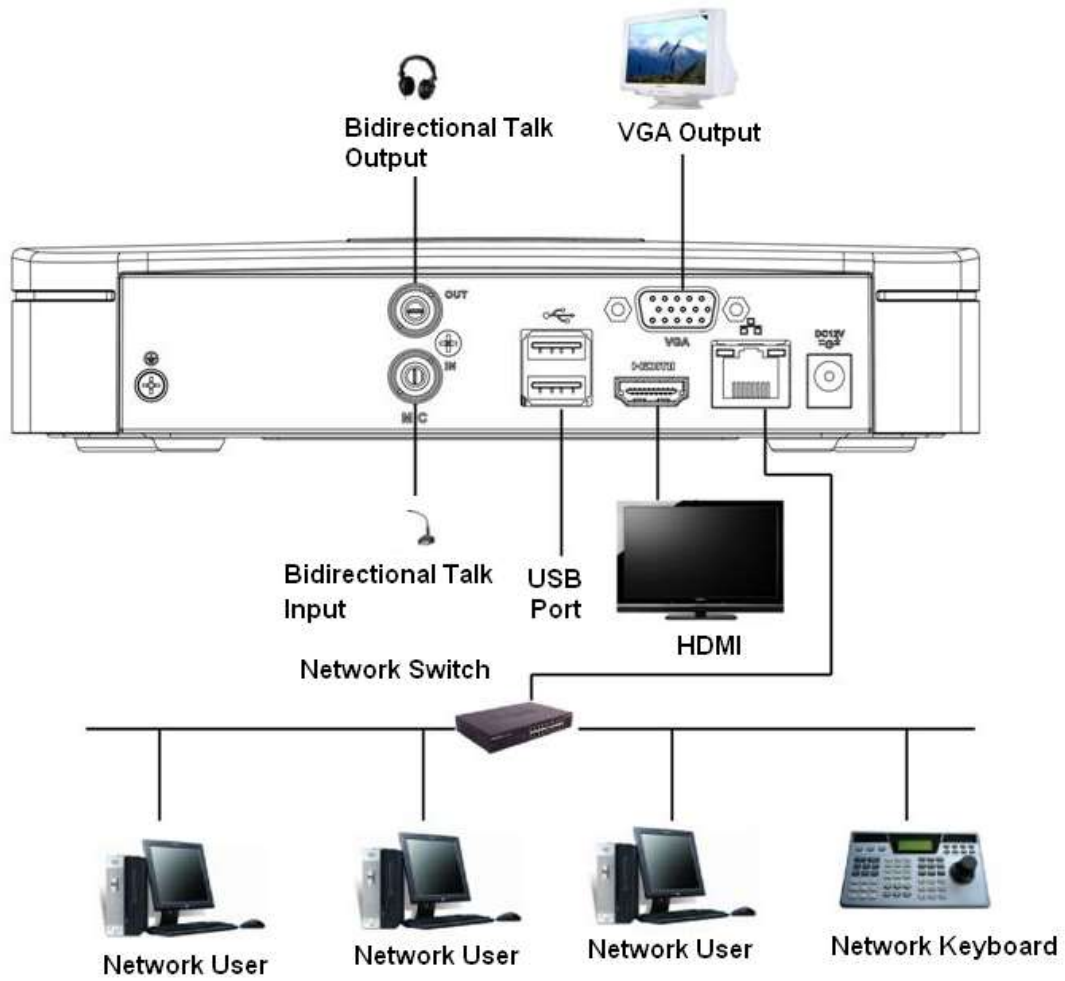 Bidirectional Talk
Output
VGA Output
OUT
VGA
DC12V
IN
HDMI
MIC
Bidirectional Talk
Input
USB
Port
HDMI
Network Switch
Network User
Network User
Network User
Network Keyboard